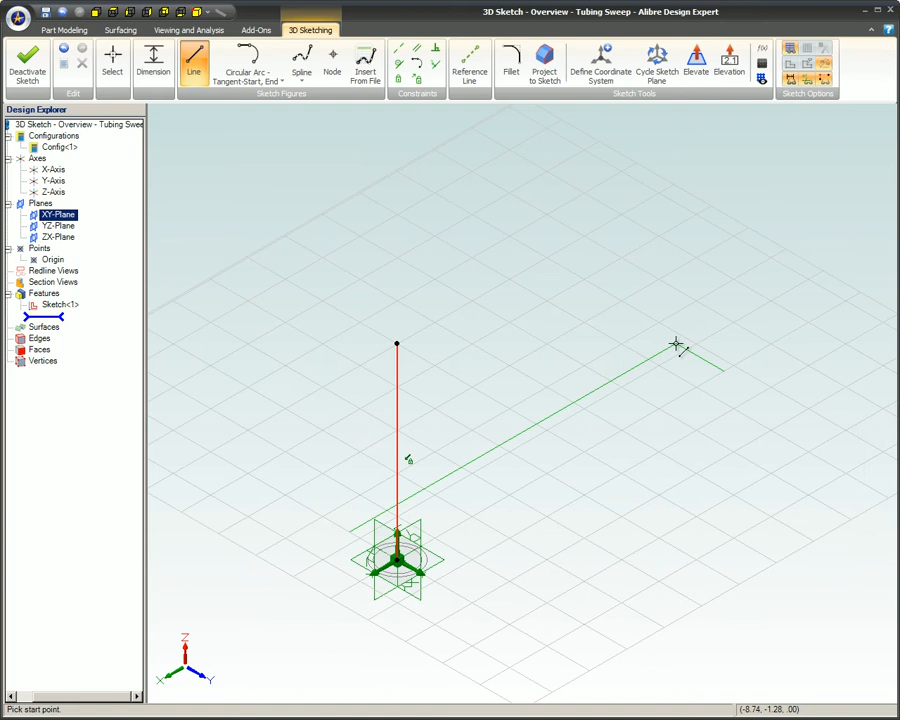 3D Sketch - Overview - Tubing Sweep - Alibre Design Expert
Part Modeling
Surfacing
Viewing and Analysis
Add-Ons
3D Sketching
Deactivate Sketch
Edit
Select
Dimension
Line
Circular Arc - Tangent-Start, End
Spline
Node
Insert From File
Sketch Figures
Constraints
Reference Line
Fillet
Project to Sketch
Define Coordinate System
Cycle Sketch Plane
Elevate
Elevation
Sketch Tools
f(x)
2.1
Sketch Options
Design Explorer
3D Sketch - Overview - Tubing Swee
Configurations
Config<1>
Axes
X-Axis
Y-Axis
Z-Axis
Planes
XY-Plane
YZ-Plane
ZX-Plane
Points
Origin
Redline Views
Section Views
Features
Sketch<1>
Surfaces
Edges
Faces
Vertices
Z
X
Y
Pick start point.
(-8.74, -1.28, .00)